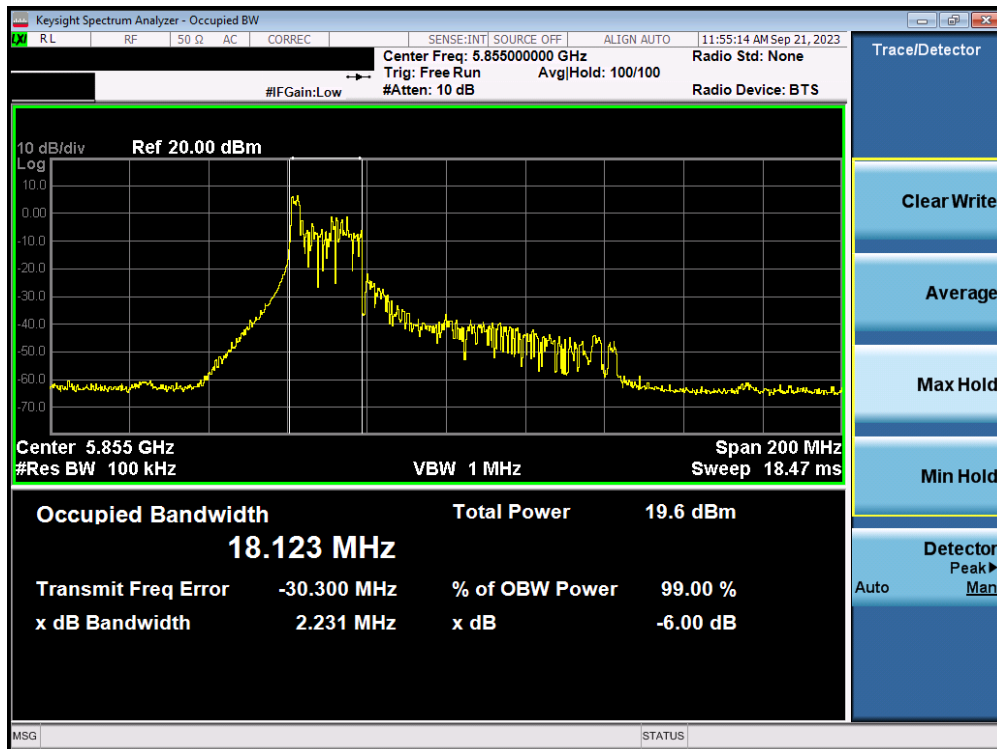 Keysight Spectrum Analyzer - Occupied BW
LXI RL RF 50 Ω AC CORREC SENSE:INT SOURCE OFF ALIGN AUTO 11:55:14 AM Sep 21, 2023
Center Freq: 5.855000000 GHz Radio Std: None
Trig: Free Run Avg|Hold: 100/100
#IFGain:Low #Atten: 10 dB Radio Device: BTS
Trace/Detector
10 dB/div Ref 20.00 dBm
Log
10.0
0.00
-10.0
-20.0
-30.0
-40.0
-50.0
-60.0
-70.0
Center 5.855 GHz Span 200 MHz
#Res BW 100 kHz VBW 1 MHz Sweep 18.47 ms
Occupied Bandwidth Total Power 19.6 dBm
18.123 MHz
Transmit Freq Error -30.300 MHz % of OBW Power 99.00 %
x dB Bandwidth 2.231 MHz x dB -6.00 dB
Clear Write
Average
Max Hold
Min Hold
Detector
Peak▶
Auto Man
MSG STATUS